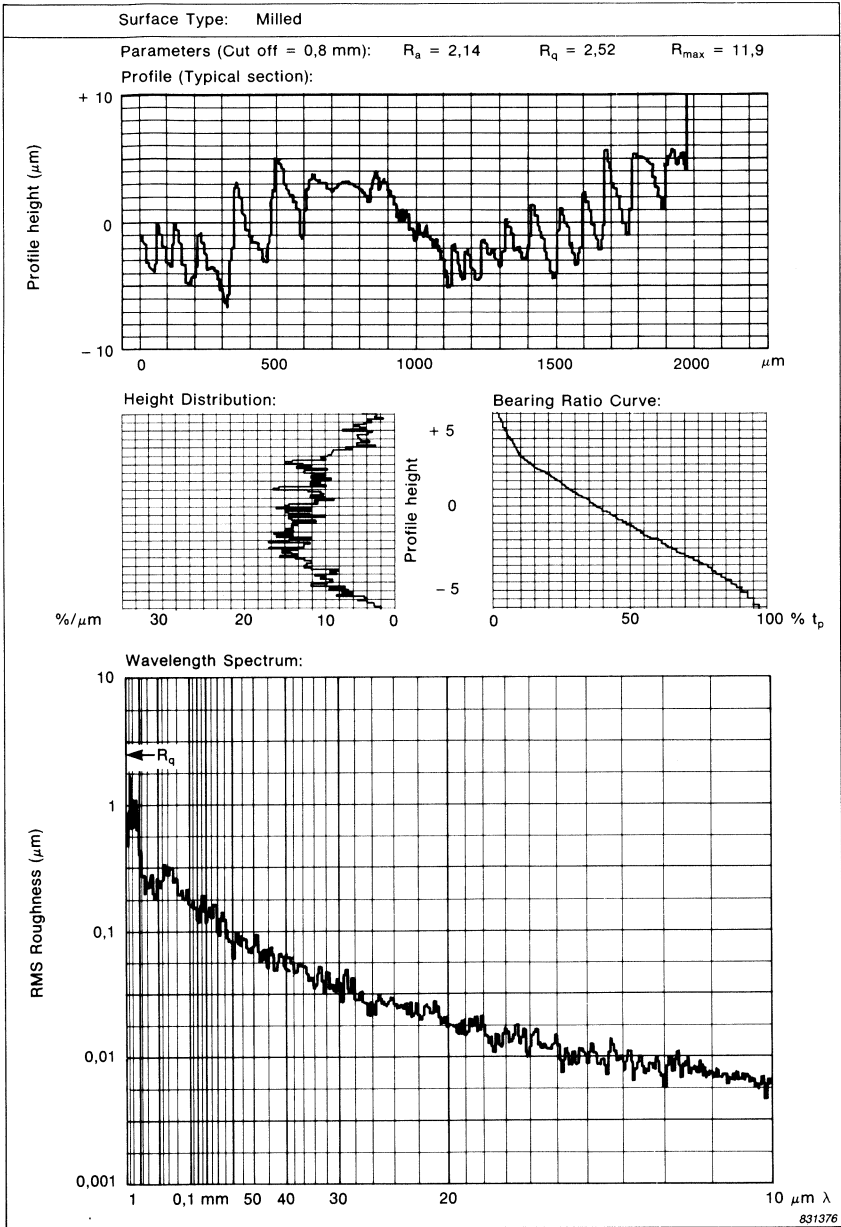 Surface Type: Milled
Parameters (Cut off = 0,8 mm): Ra = 2,14 Rq = 2,52 Rmax = 11,9
Profile (Typical section):
+ 10
0
– 10
Profile height (μm)
0 500 1000 1500 2000 μm
Height Distribution:
Bearing Ratio Curve:
+ 5
0
– 5
Profile height
%/μm 30 20 10 0
0 50 100 % tp
Wavelength Spectrum:
10
Rq
1
0,1
0,01
0,001
RMS Roughness (μm)
1 0,1 mm 50 40 30 20 10 μm λ
831376